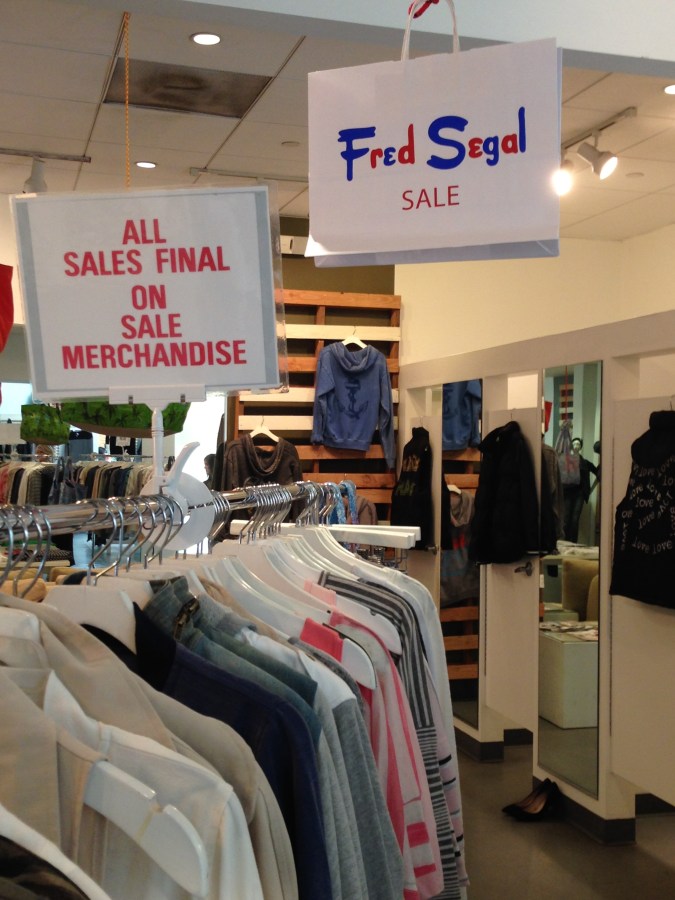 ALL
SALES FINAL
ON
SALE
MERCHANDISE
Fred Segal
SALE